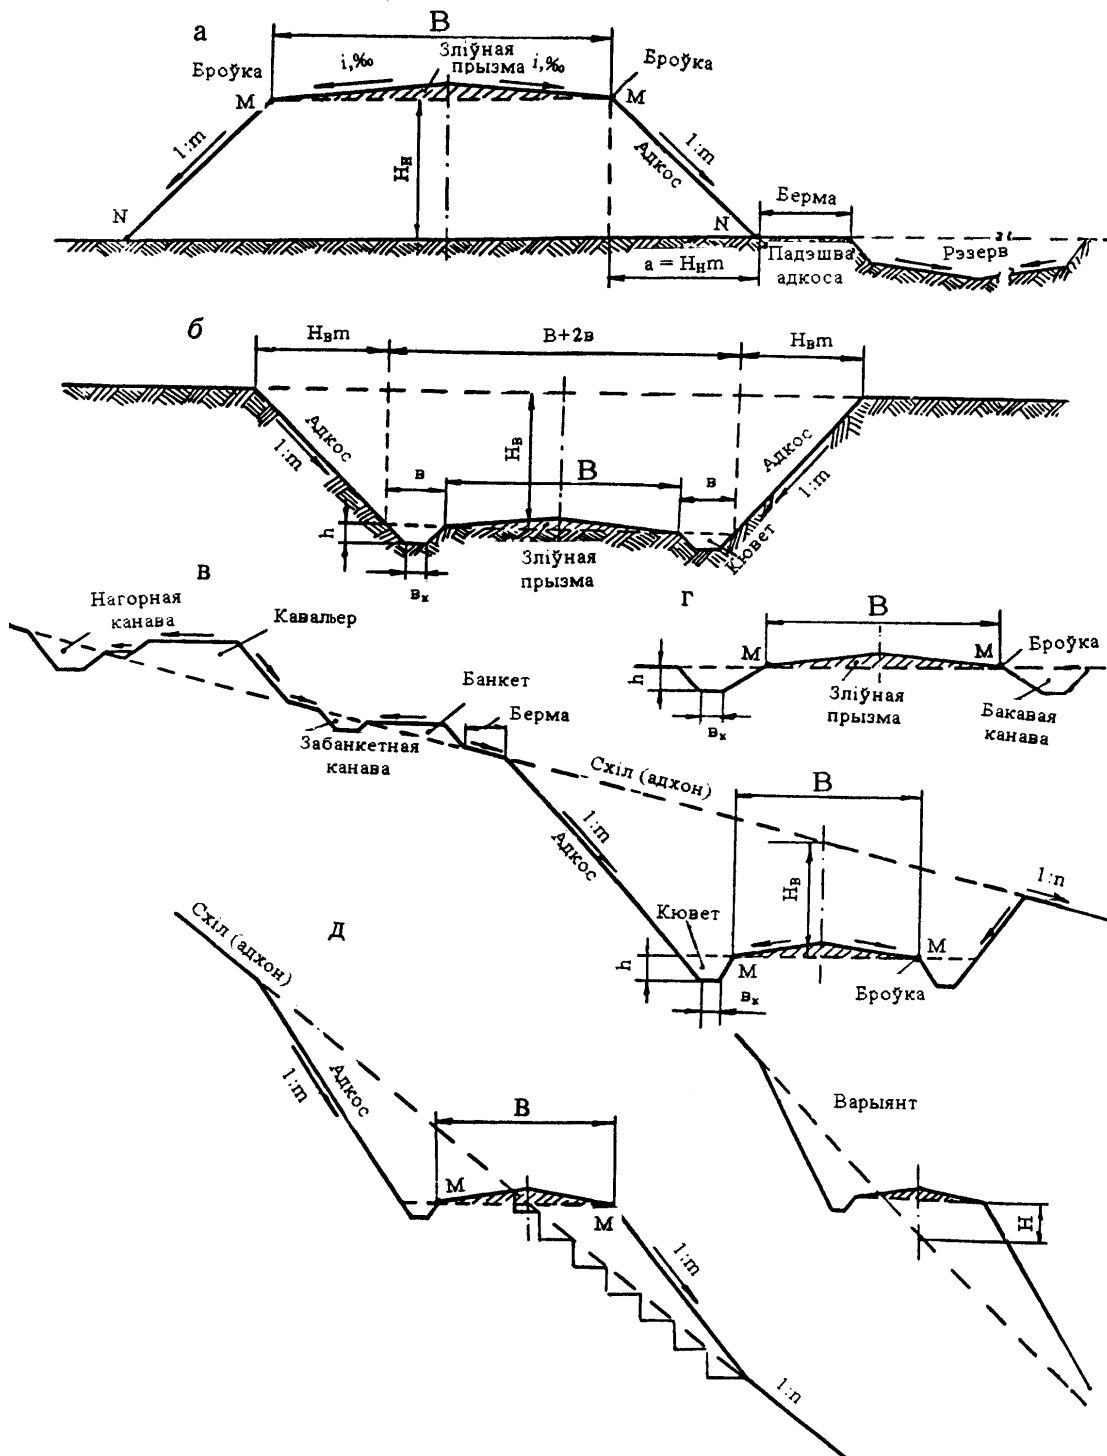 а
B
Броўка
i,‰
Зліўная
прызма
i,‰
Броўка
M
M
1:m
Hн
1:m
Адкос
N
N
Берма
a = Hнm
Падэшва
адкоса
Рэзерв
б
Hвm
B+2в
Hвm
Адкос
1:m
Hв
Адкос
1:m
в
B
в
h
Кювет
вк
Зліўная
прызма
в
Нагорная
канава
Кавальер
Банкет
Берма
Забанкетная
канава
г
B
M
M
Броўка
h
вк
Зліўная
прызма
Бакавая
канава
Схіл (адхон)
B
1:m
Адкос
Hв
1:n
Кювет
h
M
M
вк
Броўка
д
Схіл (адхон)
1:m
Адкос
B
M
M
1:m
1:n
Варыянт
H